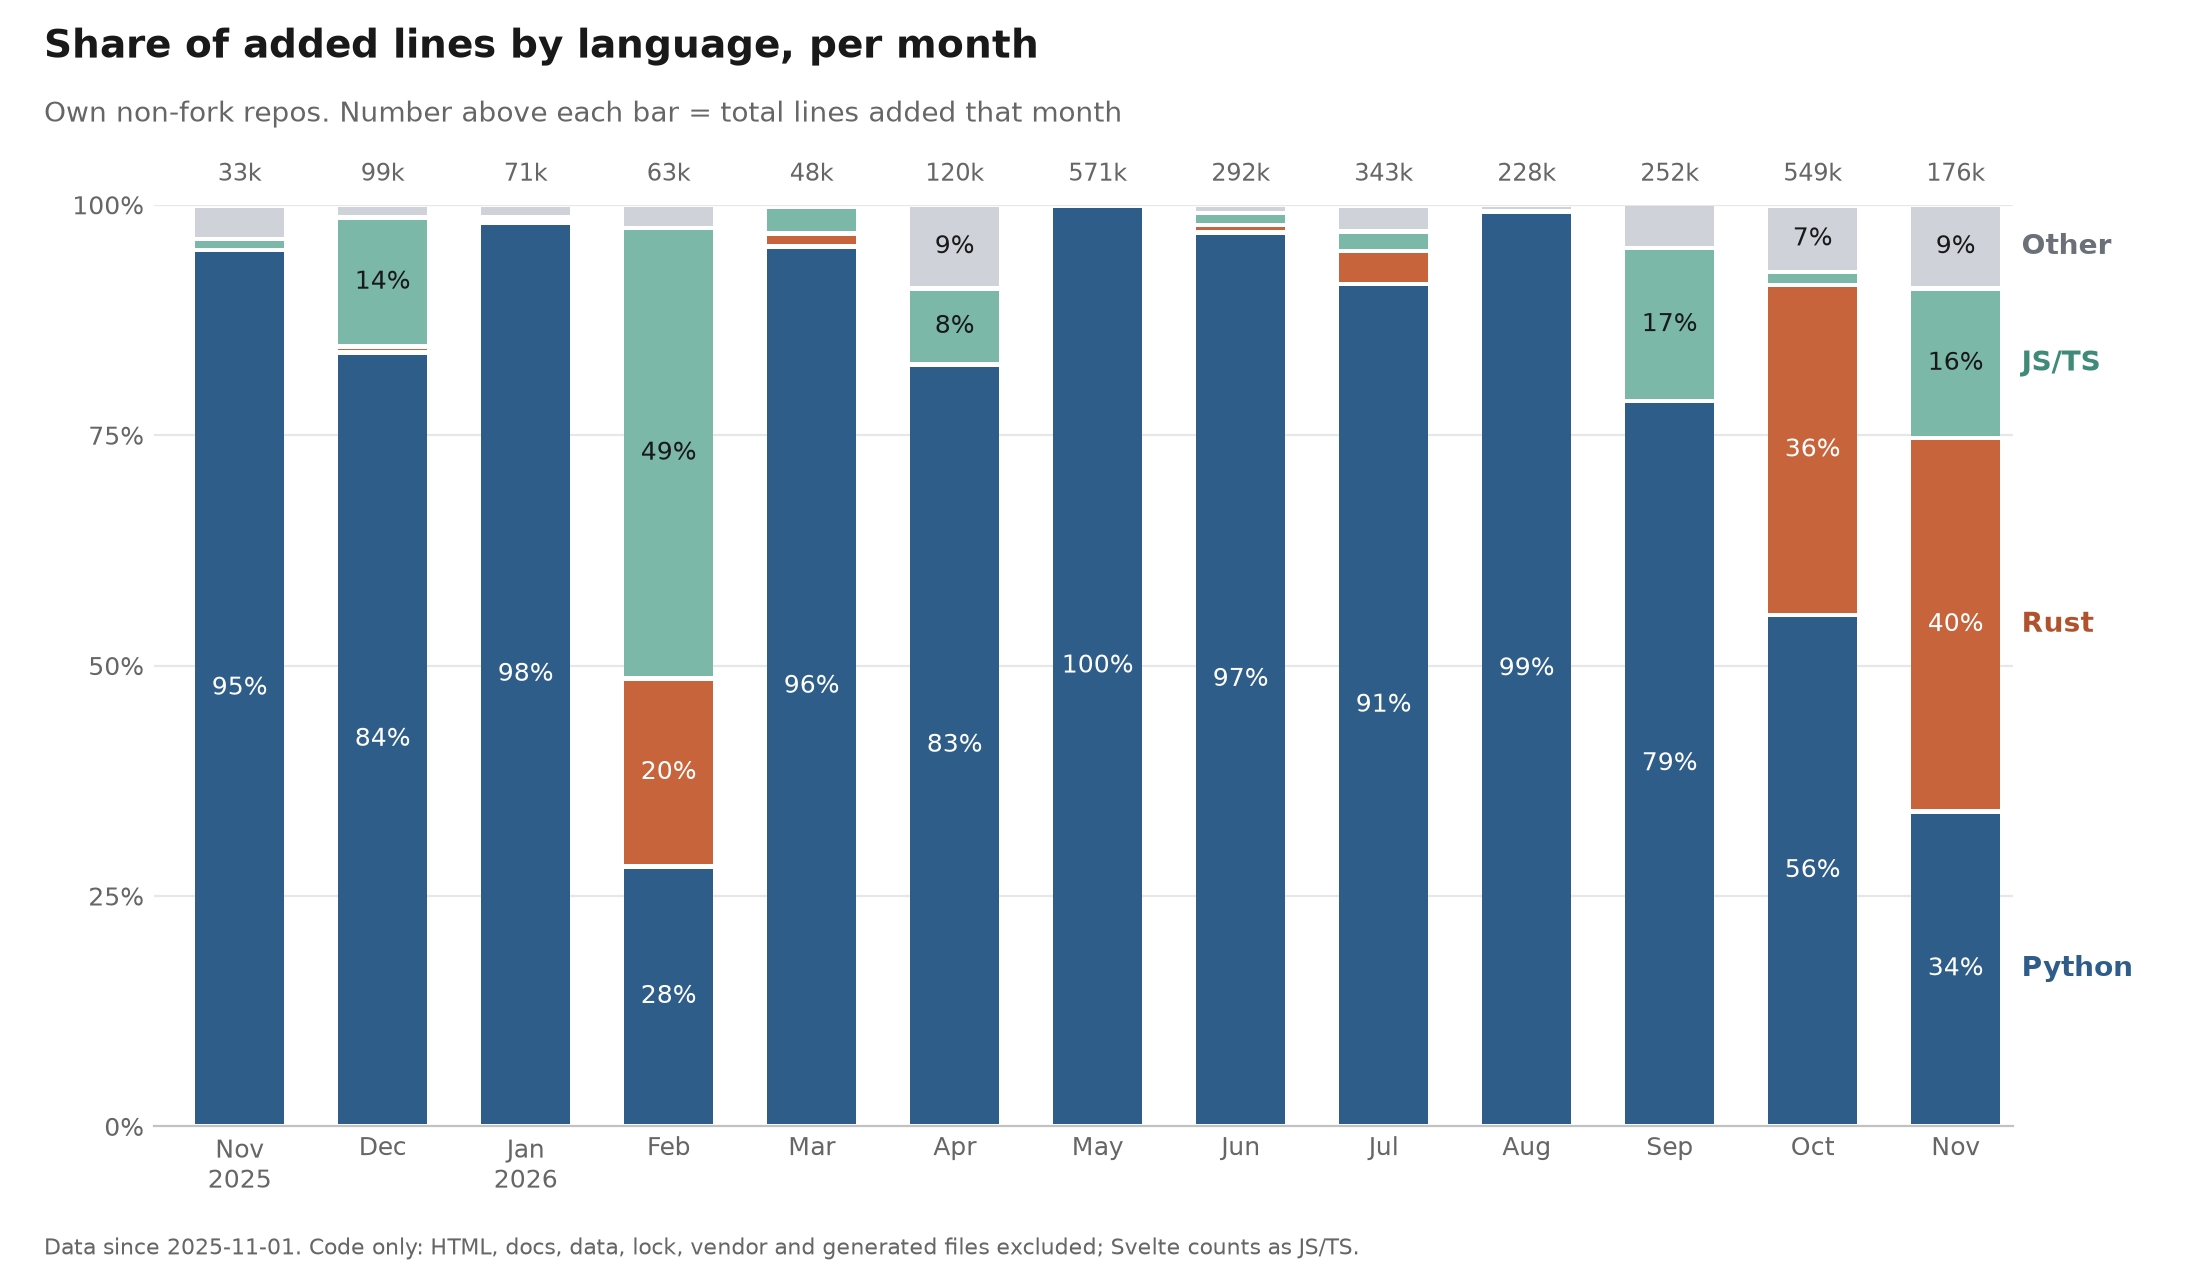 Share of added lines by language, per month
Own non-fork repos. Number above each bar = total lines added that month
33k 99k 71k 63k 48k 120k 571k 292k 343k 228k 252k 549k 176k
100%
9% 7% 9% Other
14%
8% 17% 16% JS/TS
75%
49% 36%
40% Rust
50%
95% 84% 98% 96% 83% 100% 97% 91% 99% 79%
20%
56%
25%
28% 34% Python
0%
Nov Dec Jan Feb Mar Apr May Jun Jul Aug Sep Oct Nov
2025 2026
Data since 2025-11-01. Code only: HTML, docs, data, lock, vendor and generated files excluded; Svelte counts as JS/TS.